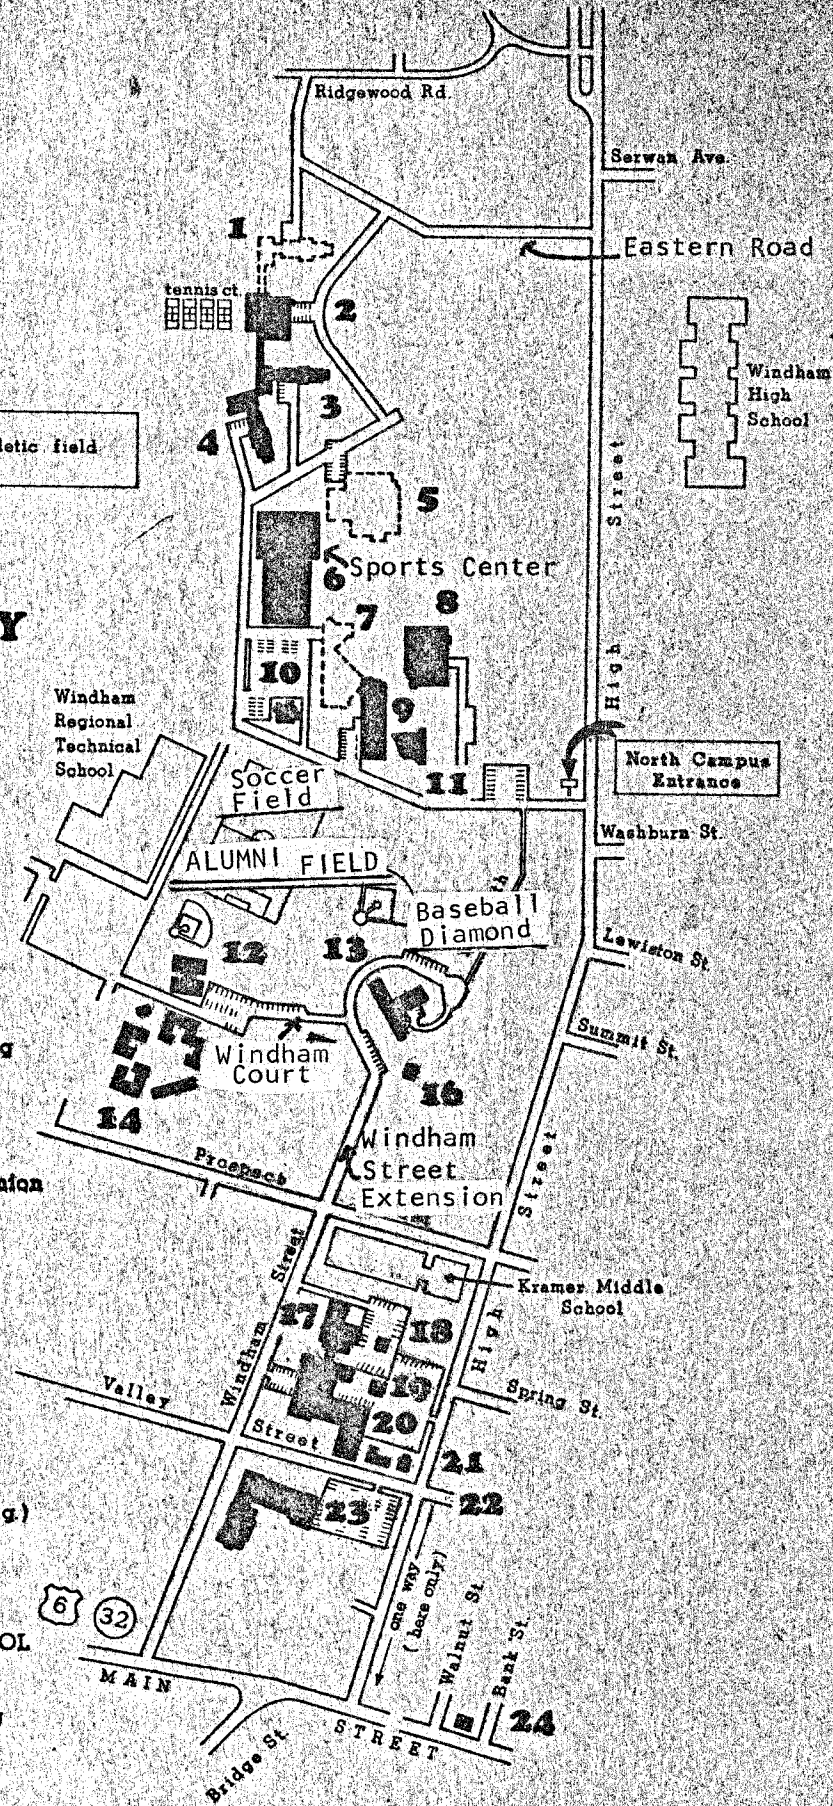 Ridgewood Rd.
Serwan Ave.
1
Eastern Road
tennis ct.
2
Windham
High
School
3
4
letic field
5
Street
High
Sports Center
6
7
8
Y
10
9
Windham
Regional
Technical
School
North Campus
Entrance
11
Soccer
Field
Washburn St.
ALUMNI FIELD
th
Baseball
Diamond
12
13
Lewiston St.
Summit St.
g
Windham
Court
16
14
Windham
Street
Extension
Prospect
nion
Street
High
Windham Street
Kramer Middle
School
17
18
Valley
Street
19
Spring St.
20
21
22
23
g.)
one way
(here only)
6
32
Walnut St.
Bank St.
OL
MAIN
STREET
24
Bridge St.